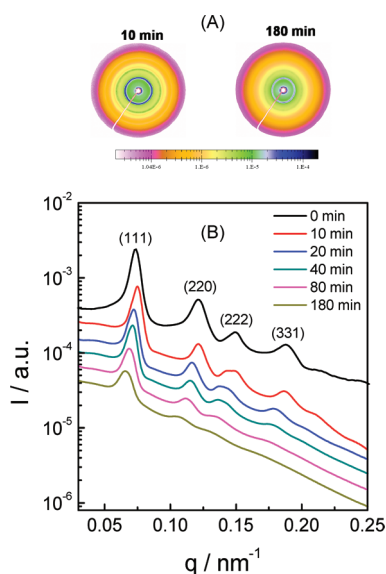 (A)
10 min
180 min
1.04E-6
1.E-6
1.E-5
1.E-4
(B)
0 min
10 min
20 min
40 min
80 min
180 min
(111)
(220)
(222)
(331)
I / a.u.
10⁻²
10⁻³
10⁻⁴
10⁻⁵
10⁻⁶
0.05
0.10
0.15
0.20
0.25
q / nm⁻¹